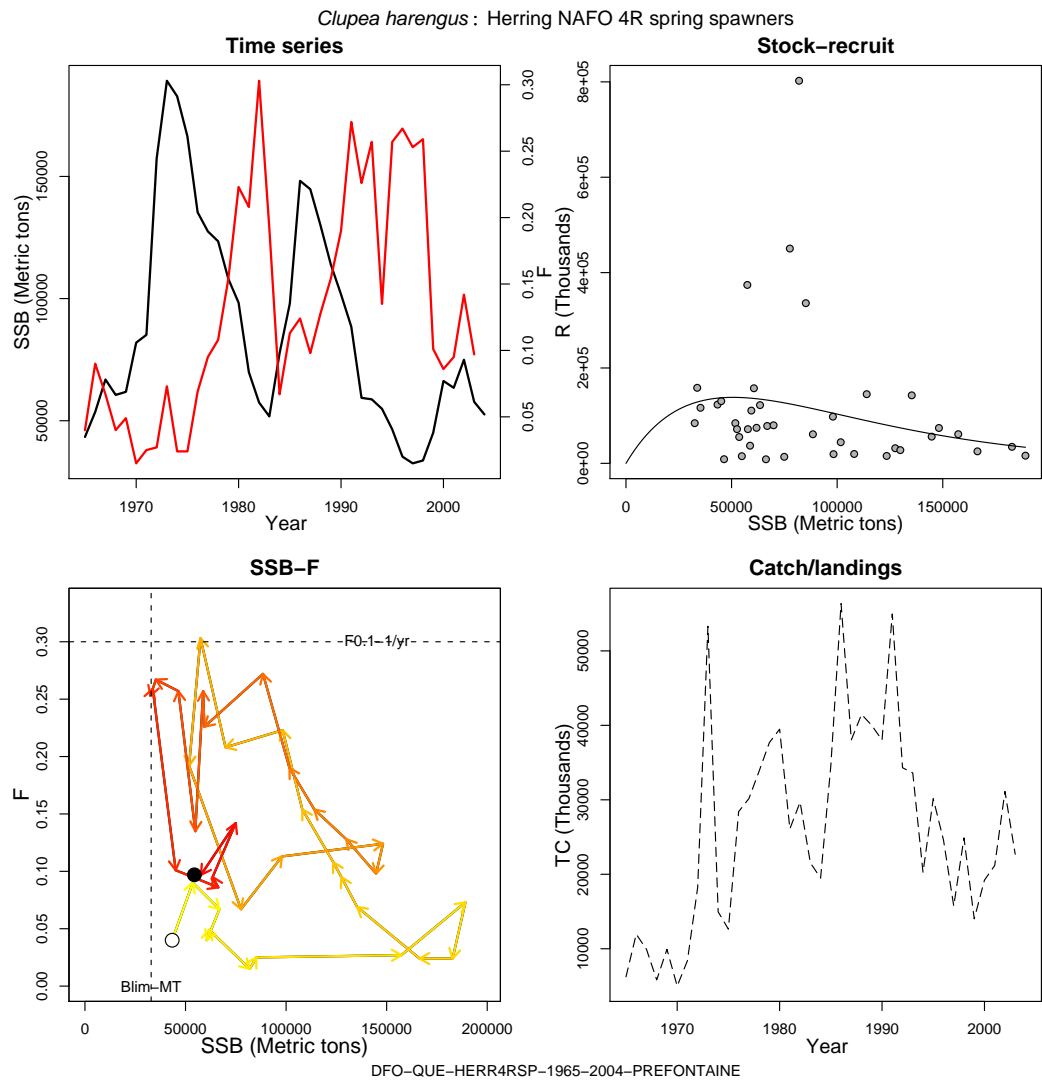 Clupea harengus : Herring NAFO 4R spring spawners
Time series
SSB (Metric tons)
50000 100000 150000
0.05 0.10 0.15 0.20 0.25 0.30
F
1970 1980 1990 2000
Year
Stock−recruit
R (Thousands)
0e+00 2e+05 4e+05 6e+05 8e+05
0 50000 100000 150000
SSB (Metric tons)
SSB−F
F
0.00 0.05 0.10 0.15 0.20 0.25 0.30
F0.1−1/yr
Blim−MT
0 50000 100000 150000 200000
SSB (Metric tons)
Catch/landings
TC (Thousands)
10000 20000 30000 40000 50000
1970 1980 1990 2000
Year
DFO−QUE−HERR4RSP−1965−2004−PREFONTAINE